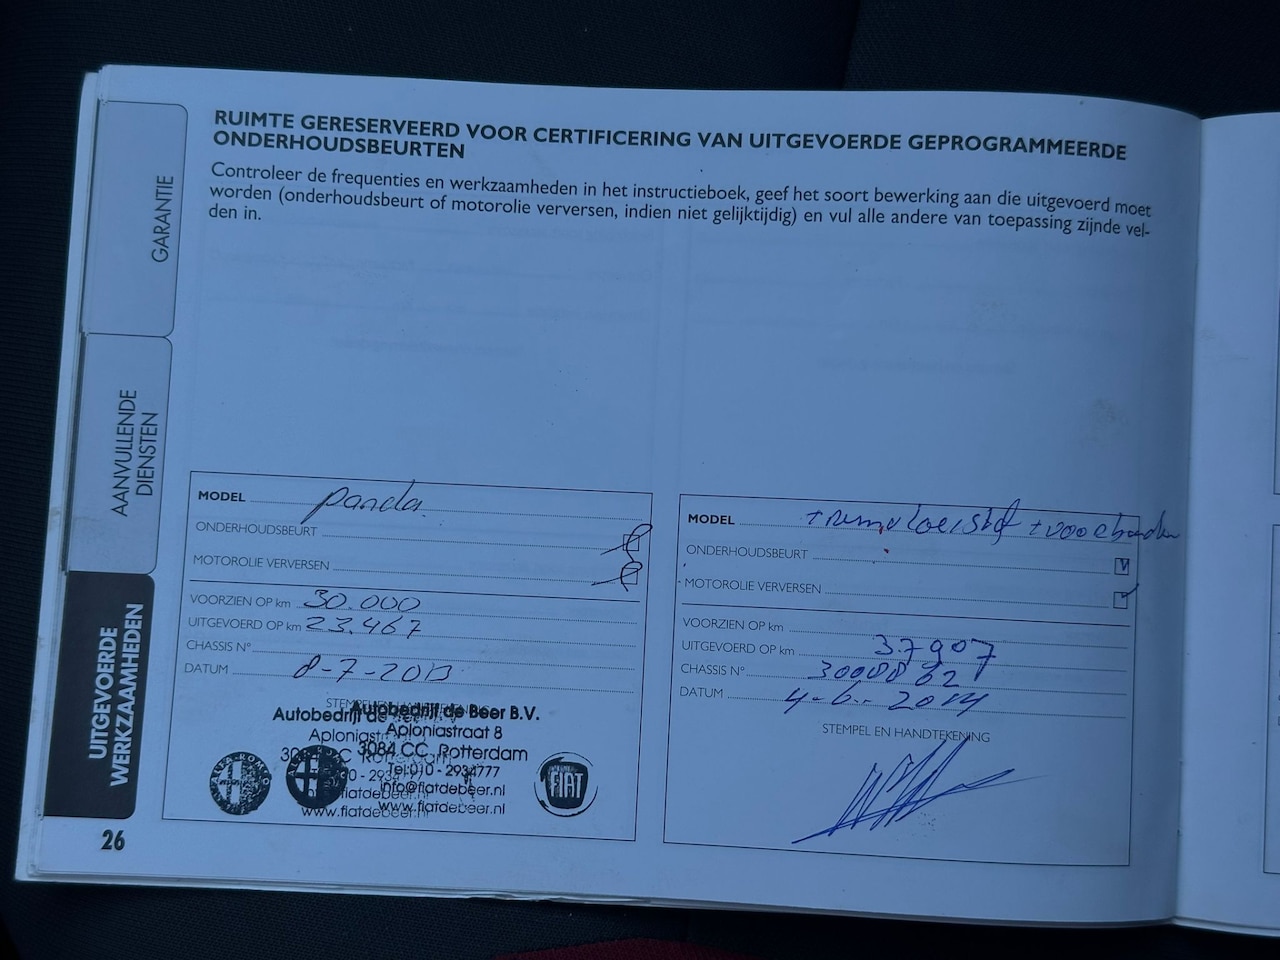 RUIMTE GERESERVEERD VOOR CERTIFICERING VAN UITGEVOERDE GEPROGRAMMEERDE
ONDERHOUDSBEURTEN
Controleer de frequenties en werkzaamheden in het instructieboek, geef het soort bewerking aan die uitgevoerd moet
worden (onderhoudsbeurt of motorolie verversen, indien niet gelijktijdig) en vul alle andere van toepassing zijnde vel-
den in.
GARANTIE
AANVULLENDE
DIENSTEN
UITGEVOERDE
WERKZAAMHEDEN
26
MODEL panda
ONDERHOUDSBEURT
MOTOROLIE VERVERSEN
VOORZIEN OP km 30.000
UITGEVOERD OP km 23.467
CHASSIS N°
DATUM 8-7-2013
Autobedrijf de Beer B.V.
Aploniastraat 8
3084 CC Rotterdam
Tel:010 - 2934777
info@fiatdebeer.nl
www.fiatdebeer.nl
ALFA ROMEO
FIAT
MODEL + remvloeistof + voorbanden
ONDERHOUDSBEURT V
MOTOROLIE VERVERSEN
VOORZIEN OP km
UITGEVOERD OP km 37907
CHASSIS N°
DATUM 4-6-2014
STEMPEL EN HANDTEKENING